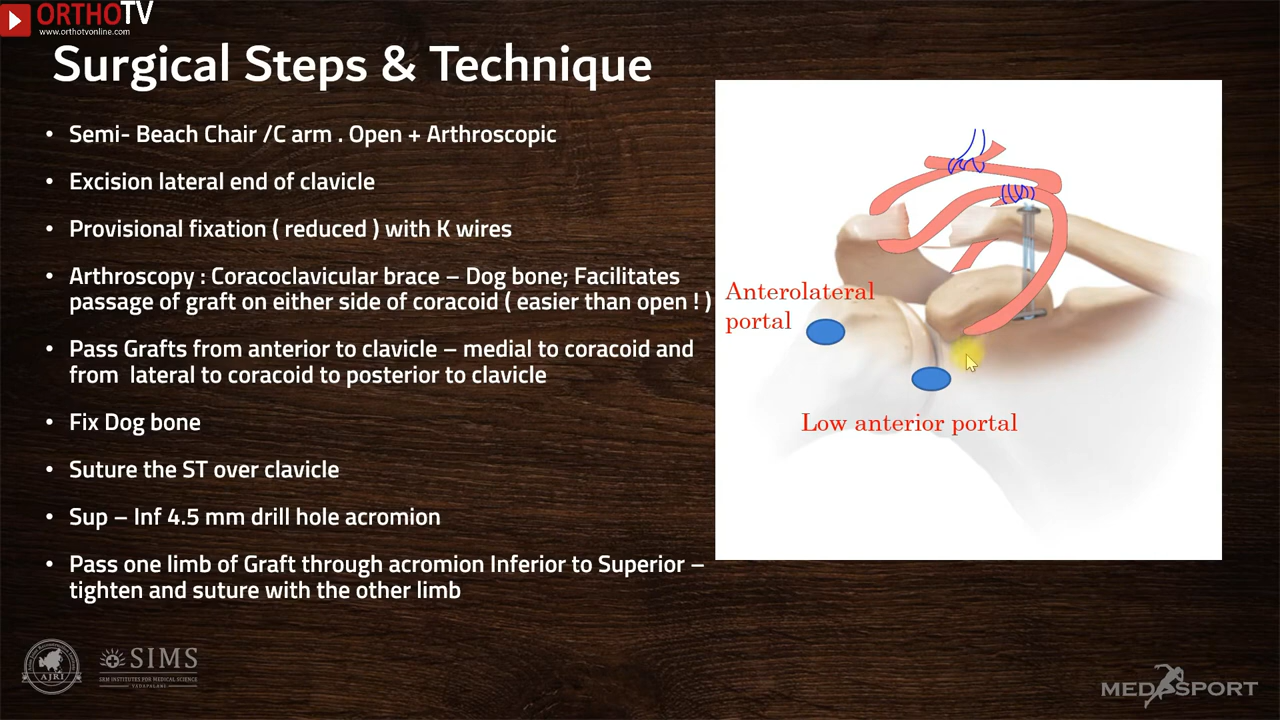 ORTHOTV
www.orthotvonline.com
Surgical Steps & Technique
• Semi- Beach Chair /C arm . Open + Arthroscopic
• Excision lateral end of clavicle
• Provisional fixation ( reduced ) with K wires
• Arthroscopy : Coracoclavicular brace – Dog bone; Facilitates
passage of graft on either side of coracoid ( easier than open ! )
• Pass Grafts from anterior to clavicle – medial to coracoid and
from lateral to coracoid to posterior to clavicle
• Fix Dog bone
• Suture the ST over clavicle
• Sup – Inf 4.5 mm drill hole acromion
• Pass one limb of Graft through acromion Inferior to Superior –
tighten and suture with the other limb
Anterolateral
portal
Low anterior portal
AJRI
SIMS
SRM INSTITUTES FOR MEDICAL SCIENCE
VADAPALANI
MEDSPORT